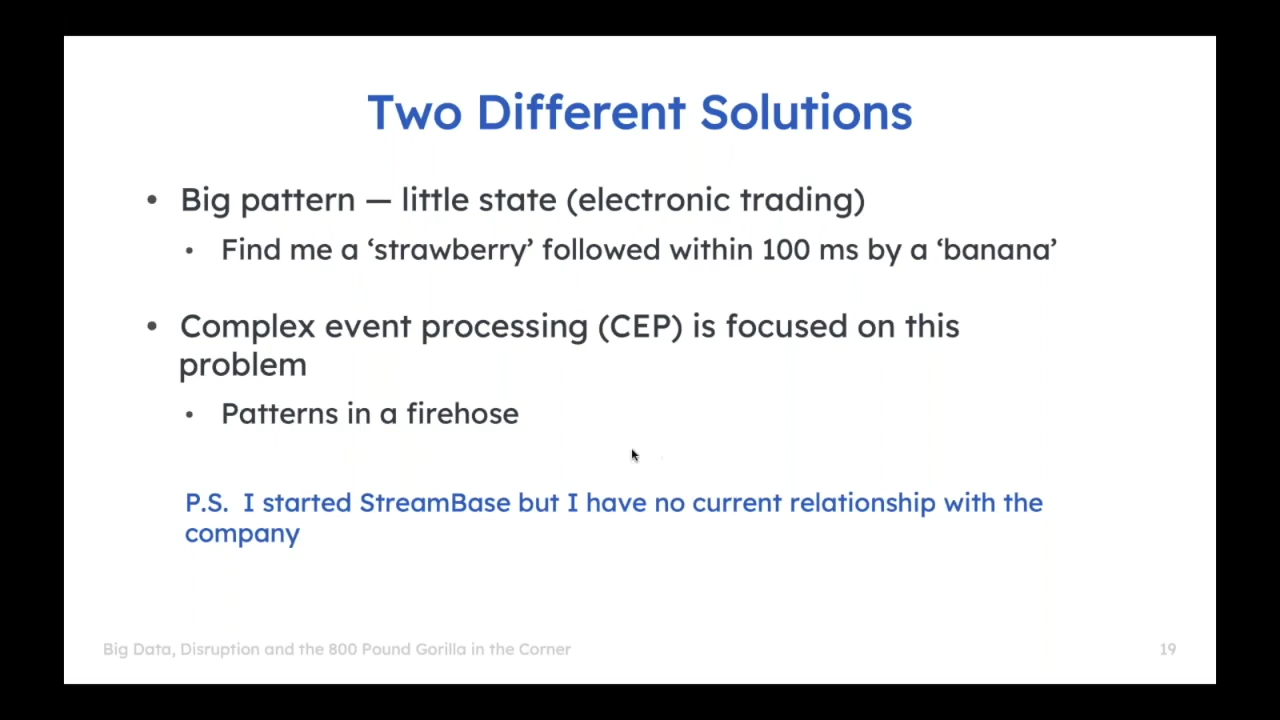 Two Different Solutions
• Big pattern — little state (electronic trading)
• Find me a ‘strawberry’ followed within 100 ms by a ‘banana’
• Complex event processing (CEP) is focused on this
problem
• Patterns in a firehose
P.S.  I started StreamBase but I have no current relationship with the
company
Big Data, Disruption and the 800 Pound Gorilla in the Corner
19